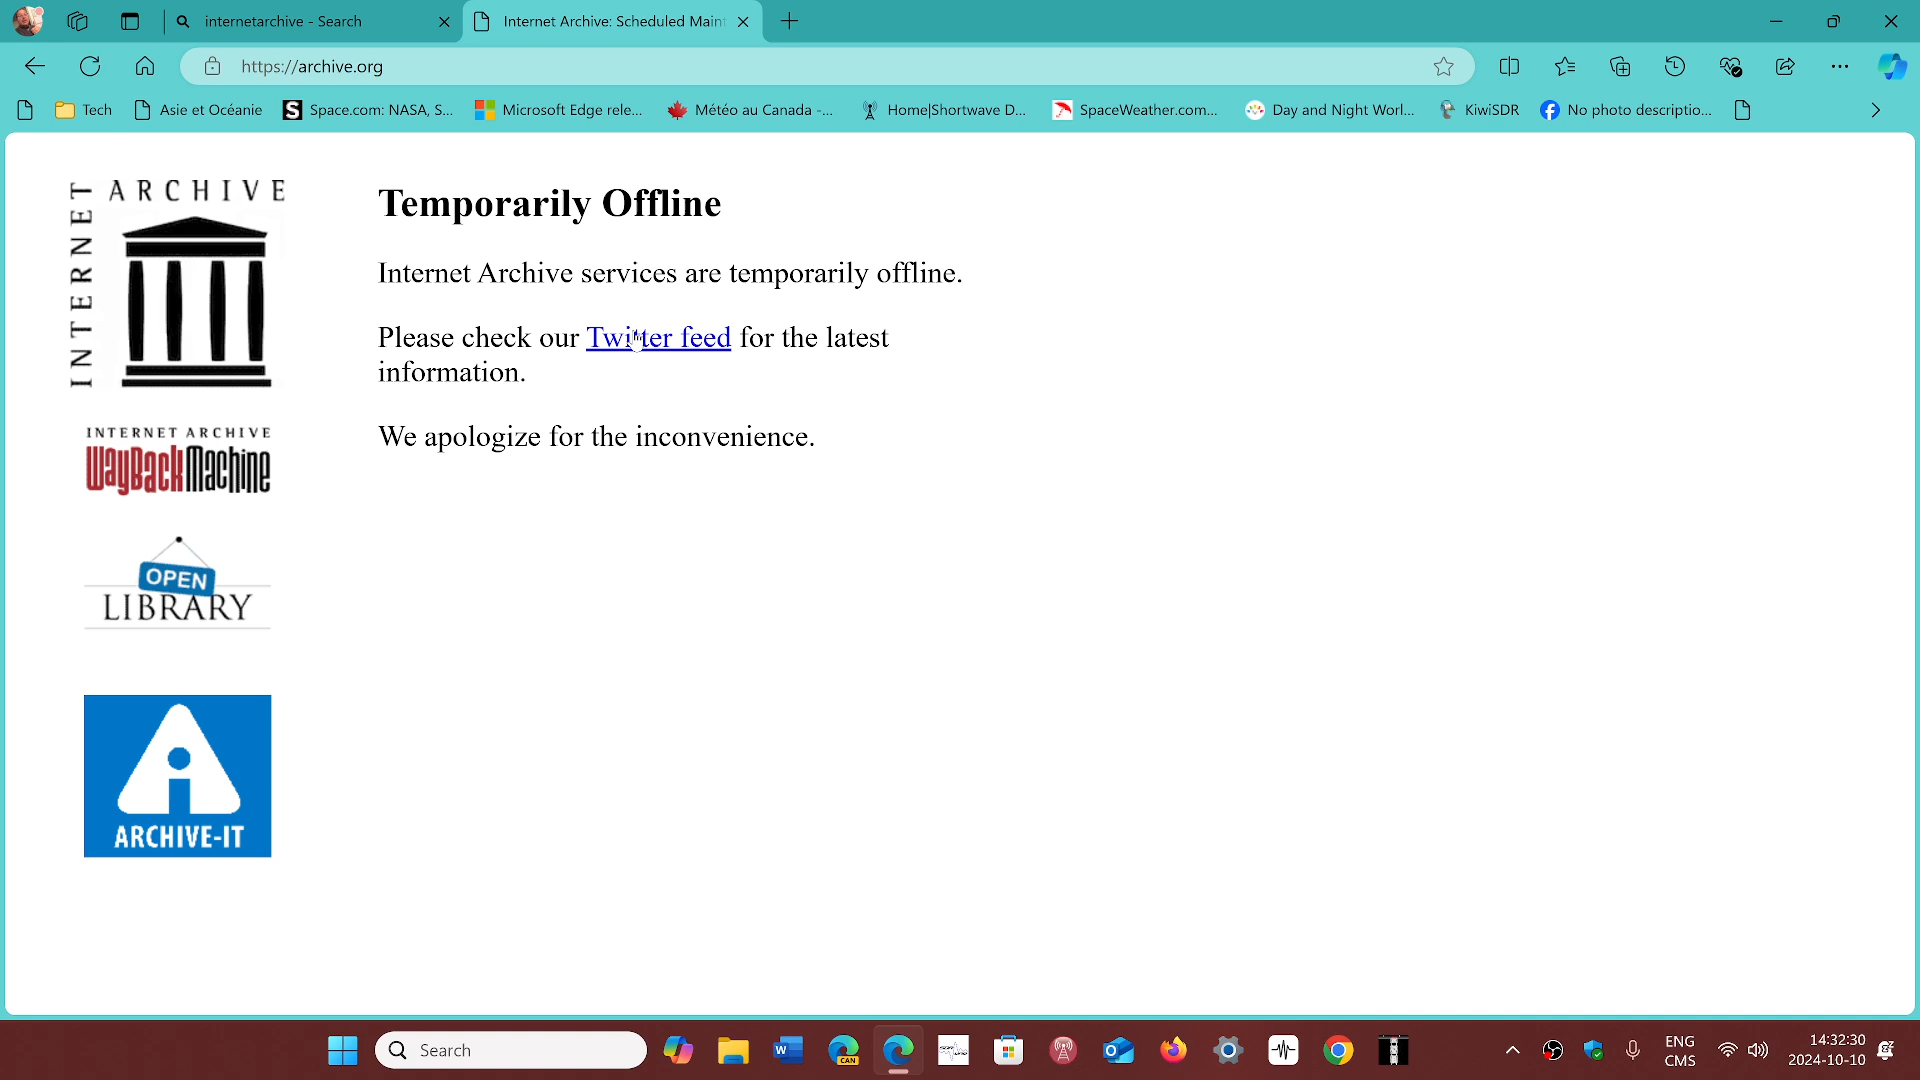 internetarchive - Search
Internet Archive: Scheduled Maint
https://archive.org
Tech
Asie et Océanie
Space.com: NASA, S...
Microsoft Edge rele...
Météo au Canada -...
Home|Shortwave D...
SpaceWeather.com...
Day and Night Worl...
KiwiSDR
No photo descriptio...
INTERNET ARCHIVE
Temporarily Offline
Internet Archive services are temporarily offline.
Please check our Twitter feed for the latest
information.
We apologize for the inconvenience.
INTERNET ARCHIVE
WayBackMachine
OPEN
LIBRARY
ARCHIVE-IT
Search
CAN
ENG
CMS
14:32:30
2024-10-10